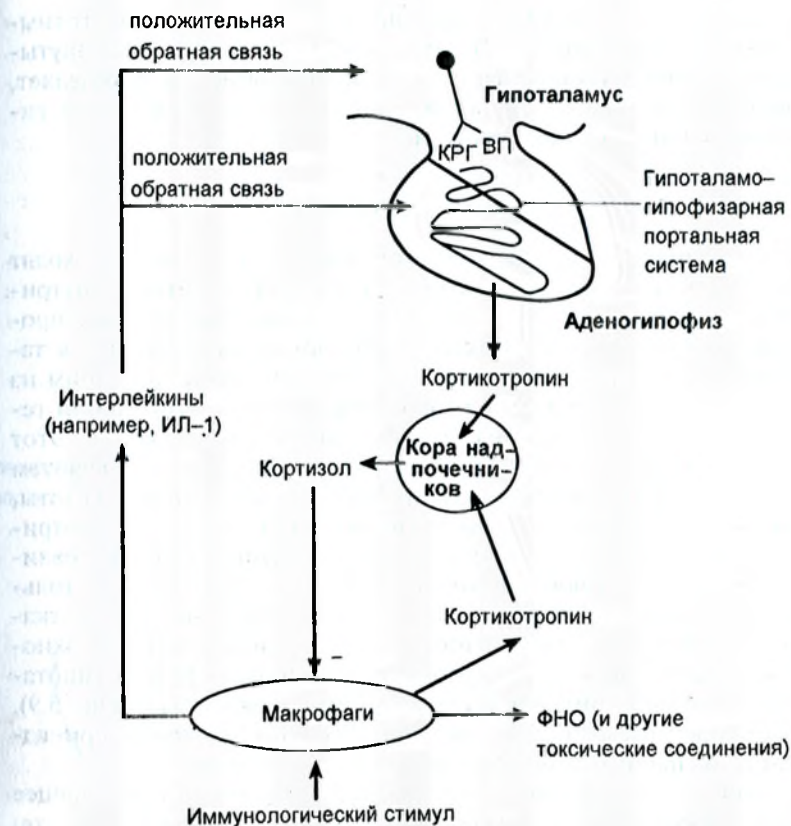 положительная
обратная связь
Гипоталамус
КРГ ВП
положительная
обратная связь
Гипоталамо–
гипофизарная
портальная
система
Аденогипофиз
Кортикотропин
Интерлейкины
(например, ИЛ–1)
Кора над–
почечни–
ков
Кортизол
Кортикотропин
–
Макрофаги
ФНО (и другие
токсические соединения)
Иммунологический стимул